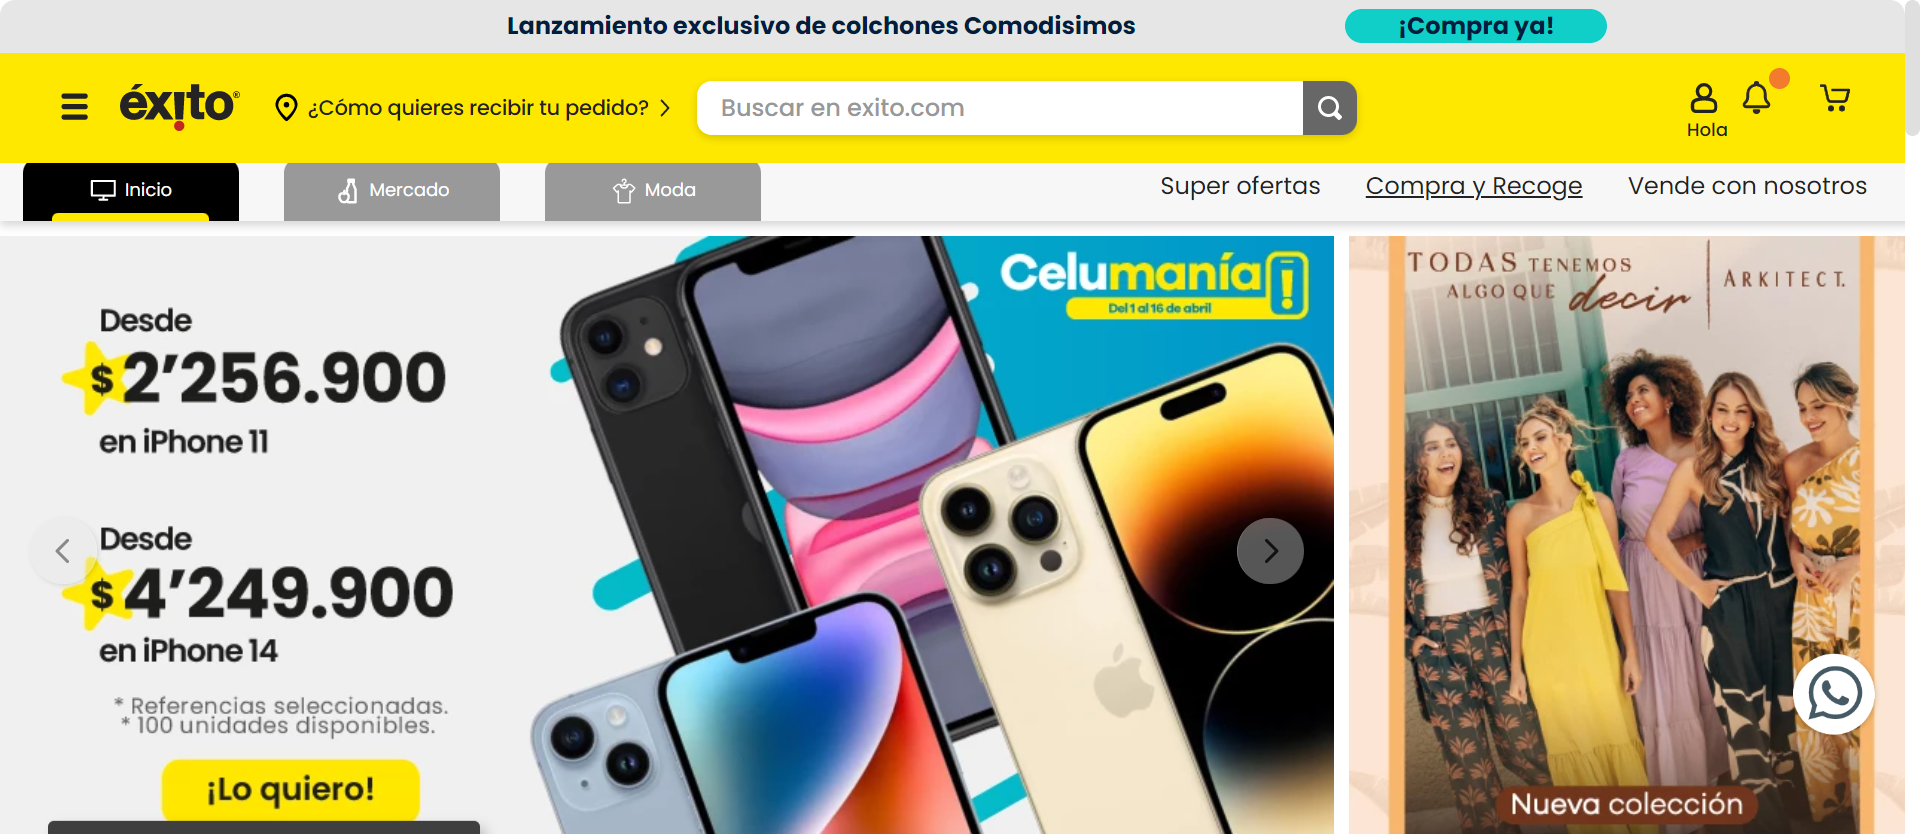 Lanzamiento exclusivo de colchones Comodisimos
¡Compra ya!
éxito®
¿Cómo quieres recibir tu pedido?
Buscar en exito.com
Hola
Inicio
Mercado
Moda
Super ofertas
Compra y Recoge
Vende con nosotros
Desde
$2’256.900
en iPhone 11
Desde
$4’249.900
en iPhone 14
* Referencias seleccionadas.
* 100 unidades disponibles.
¡Lo quiero!
Celumanía
Del 1 al 16 de abril
TODAS TENEMOS
ALGO QUE decir
ARKITECT.
Nueva colección